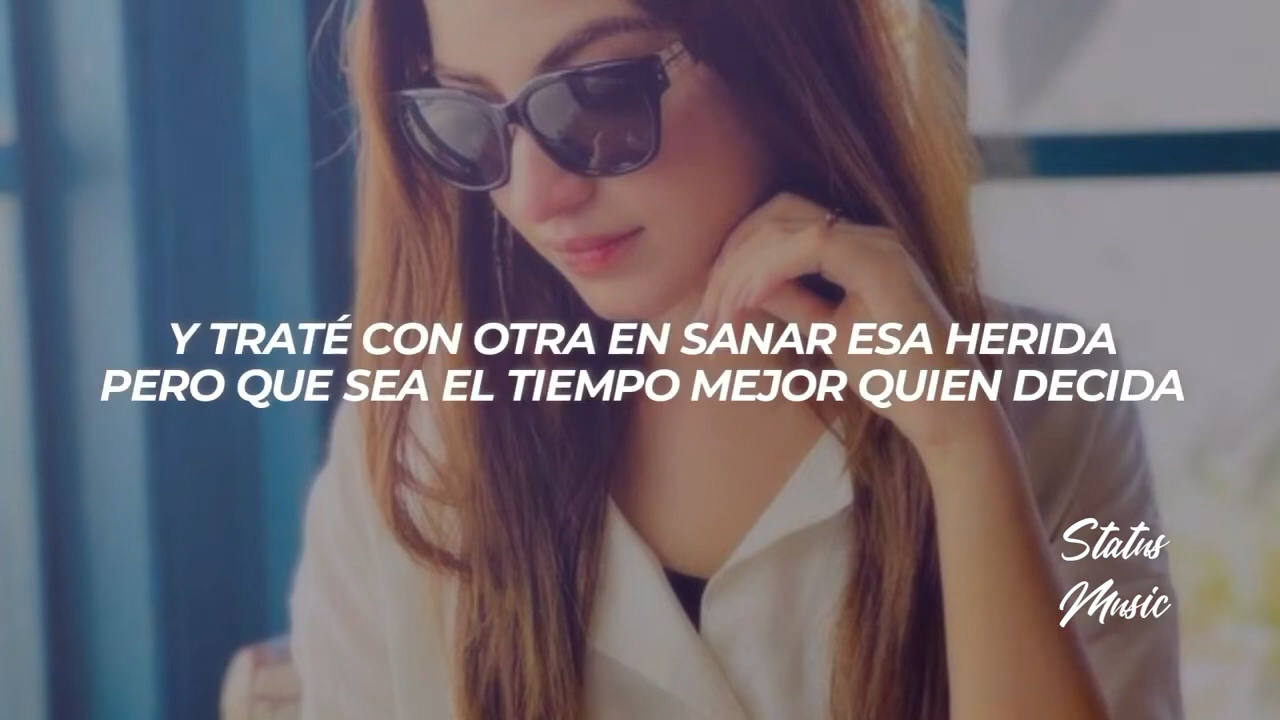 Y TRATÉ CON OTRA EN SANAR ESA HERIDA
PERO QUE SEA EL TIEMPO MEJOR QUIEN DECIDA
Status
Music